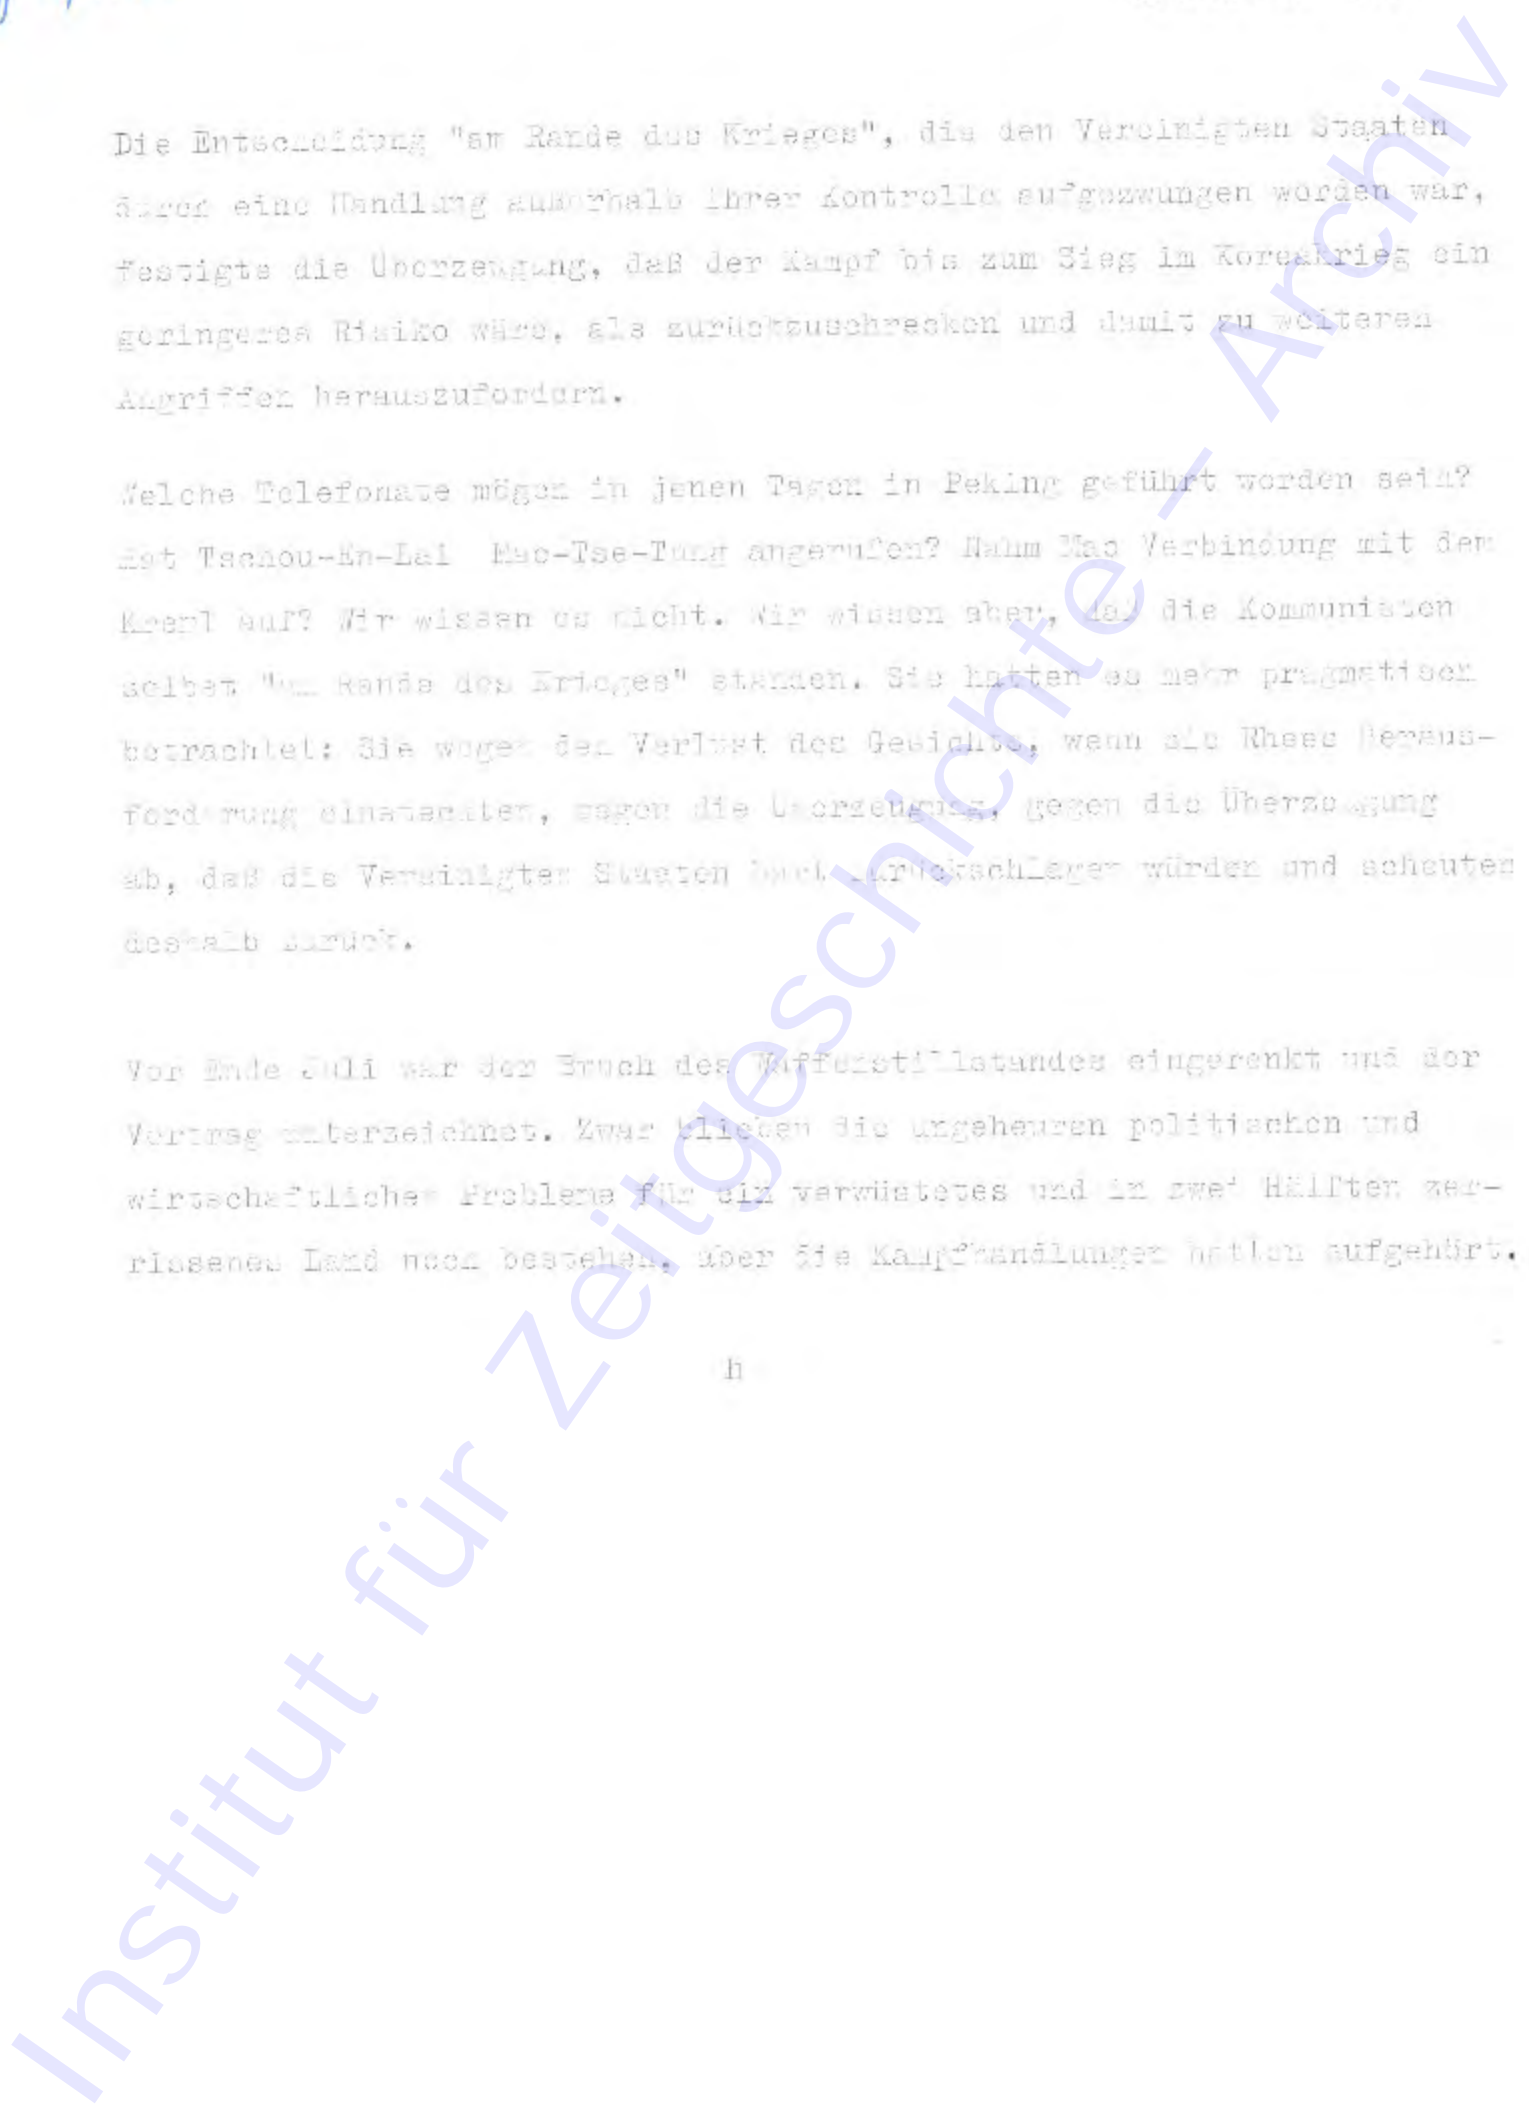 Die Entscheidung "am Rande des Krieges", die den Vereinigten Staaten
durch eine Handlung außerhalb ihrer Kontrolle aufgezwungen worden war,
festigte die Überzeugung, daß der Kampf bis zum Sieg im Koreakrieg ein
geringeres Risiko wäre, als zurückzuschrecken und damit zu weiteren
Angriffen herauszufordern.
Welche Telefonate mögen in jenen Tagen in Peking geführt worden sein?
Hat Tschou-En-Lai Mao-Tse-Tung angerufen? Nahm Mao Verbindung mit dem
Kreml auf? Wir wissen es nicht. Wir wissen aber, daß die Kommunisten
selbst "am Rande des Krieges" standen. Sie hatten es mehr pragmatisch
betrachtet: Sie wogen den Verlust des Gesichts, wenn sie Rhees Heraus-
forderung einsteckten, gegen die Überzeugung, gegen die Überzeugung
ab, daß die Vereinigten Staaten hart zurückschlagen würden und scheuten
deshalb zurück.
Vor Ende Juli war der Bruch des Waffenstillstandes eingerenkt und der
Vertrag unterzeichnet. Zwar blieben die ungeheuren politischen und
wirtschaftlichen Probleme für ein verwüstetes und in zwei Hälften zer-
rissenes Land noch bestehen, aber die Kampfhandlungen hatten aufgehört.
h
Institut für Zeitgeschichte - Archiv